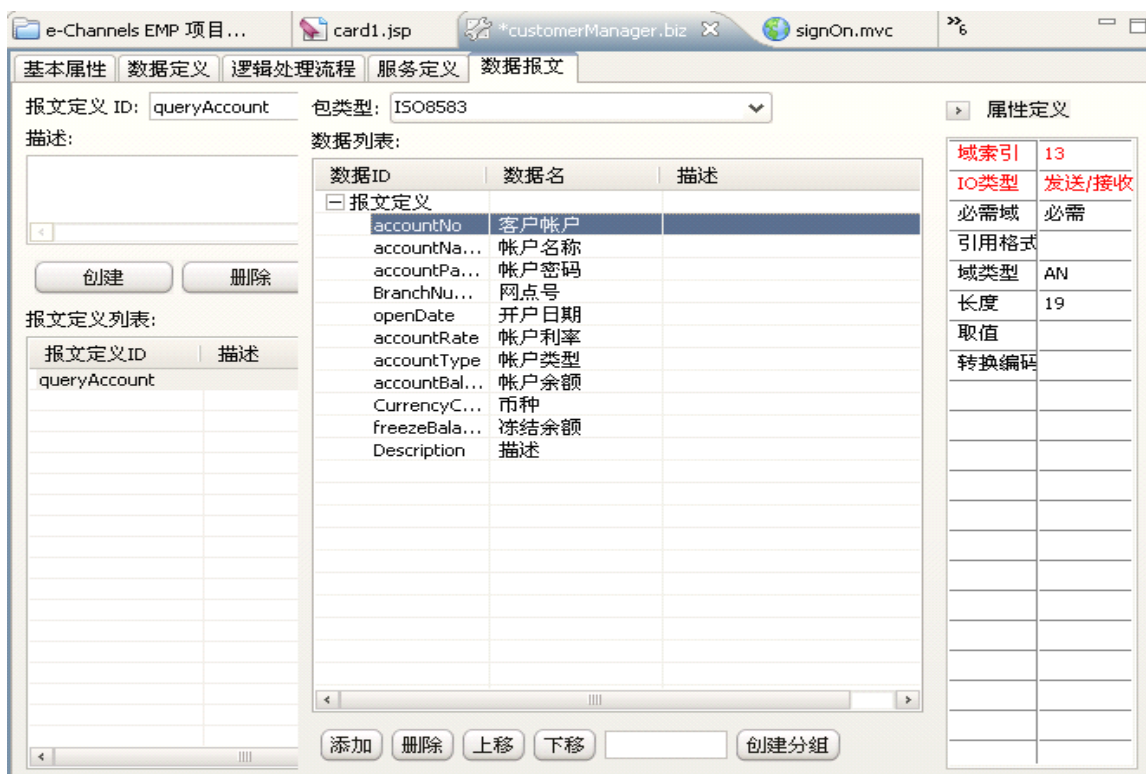 e-Channels EMP 项目... card1.jsp *customerManager.biz signOn.mvc »6
基本属性 数据定义 逻辑处理流程 服务定义 数据报文
报文定义 ID: queryAccount
描述:
创建 删除
报文定义列表:
报文定义ID 描述
queryAccount
包类型: ISO8583
数据列表:
数据ID 数据名 描述
报文定义
accountNo 客户帐户
accountNa... 帐户名称
accountPa... 帐户密码
BranchNu... 网点号
openDate 开户日期
accountRate 帐户利率
accountType 帐户类型
accountBal... 帐户余额
CurrencyC... 币种
freezeBala... 冻结余额
Description 描述
添加 删除 上移 下移 创建分组
属性定义
域索引 13
IO类型 发送/接收
必需域 必需
引用格式
域类型 AN
长度 19
取值
转换编码